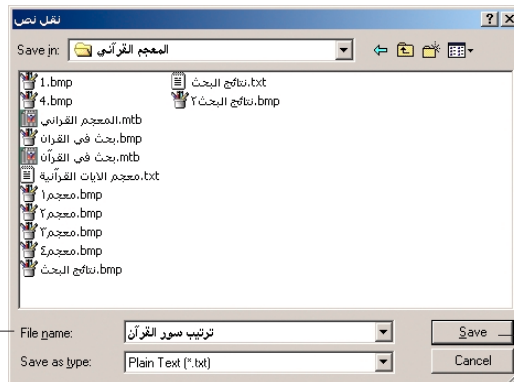 نقل نص
Save in: المعجم القرآني
1.bmp
4.bmp
المعجم القراني.mtb
بحث في القران.bmp
بحث في القرآن.mtb
معجم الايات القرآنية.txt
معجم١.bmp
معجم٢.bmp
معجم٣.bmp
معجم٤.bmp
نتائج البحث.bmp
نتائج البحث.txt
نتائج البحث٢.bmp
File name: ترتيب سور القرآن Save
Save as type: Plain Text (*.txt) Cancel